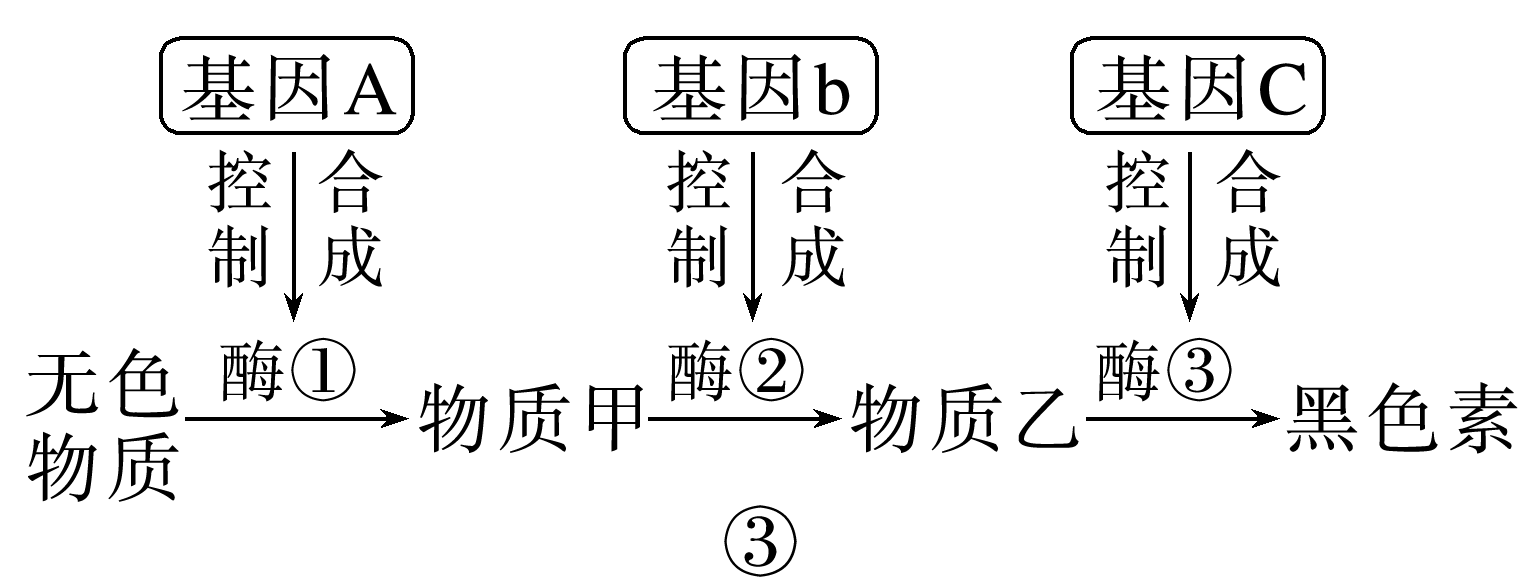 基因A 基因b 基因C
控制 合成 控制 合成 控制 合成
酶① 酶② 酶③
无色物质 物质甲 物质乙 黑色素
③